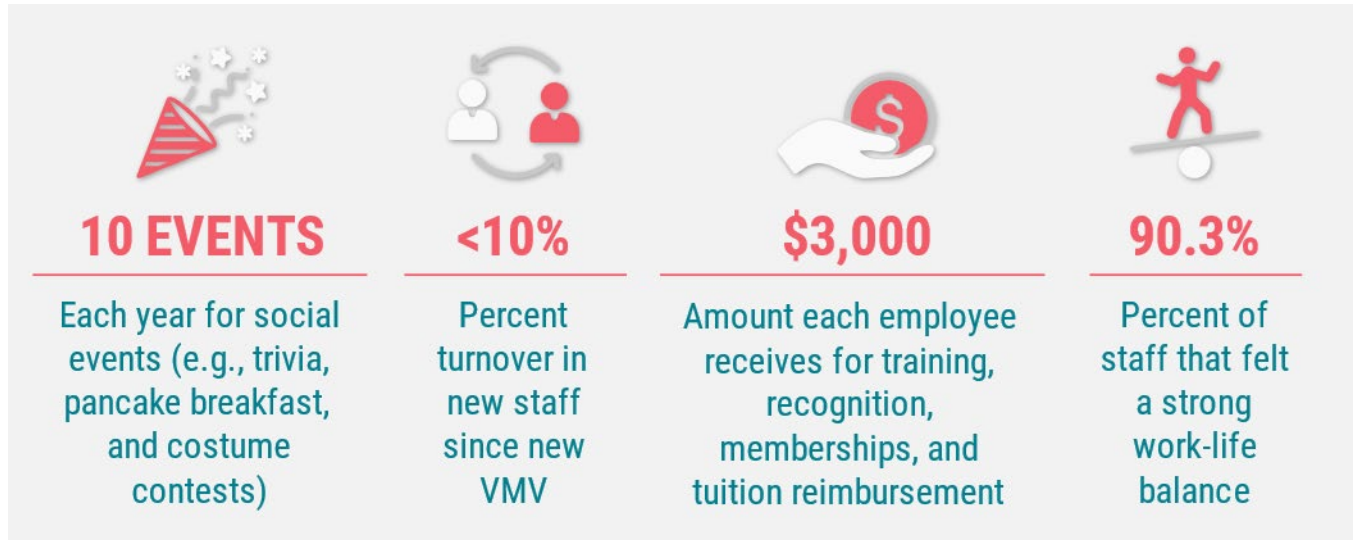 10 EVENTS
Each year for social
events (e.g., trivia,
pancake breakfast,
and costume
contests)
<10%
Percent
turnover in
new staff
since new
VMV
$
$3,000
Amount each employee
receives for training,
recognition,
memberships, and
tuition reimbursement
90.3%
Percent of
staff that felt
a strong
work-life
balance